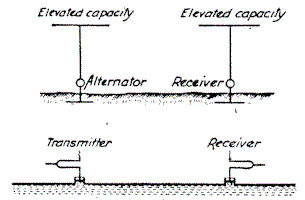 Elevated capacity Elevated capacity
Alternator Receiver
Transmitter Receiver